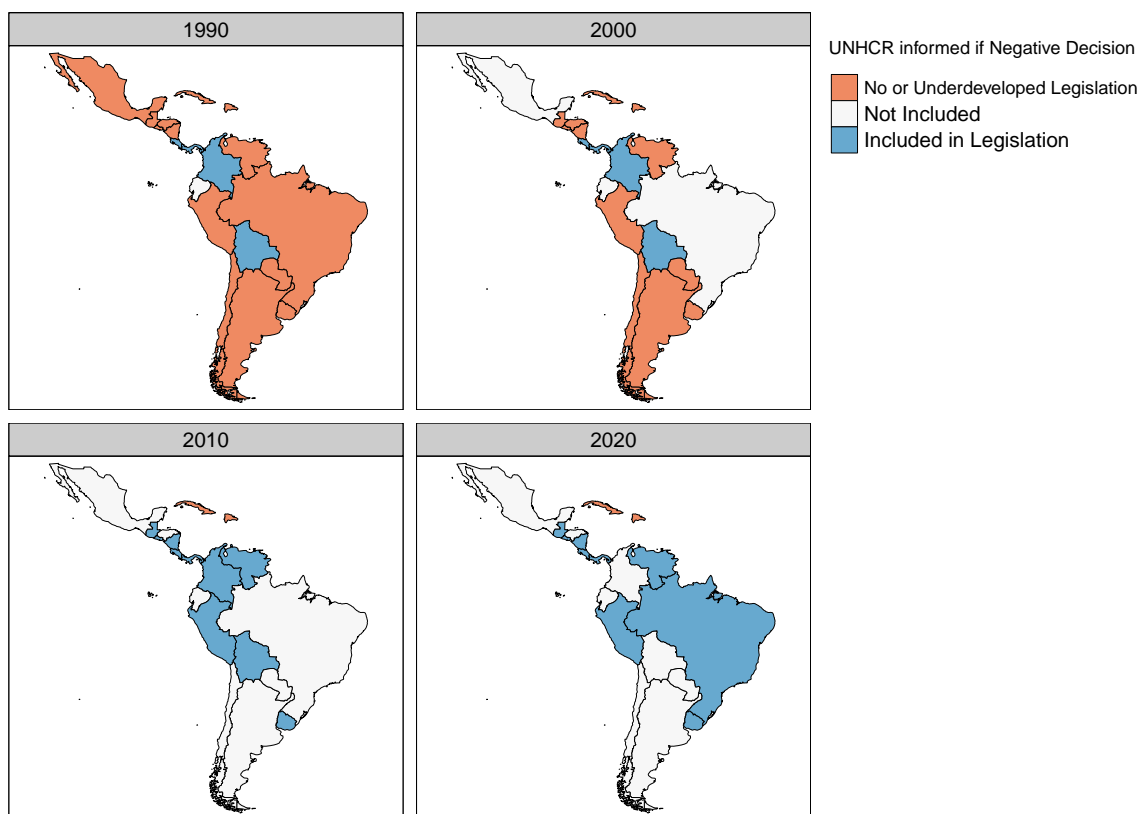 1990
2000
UNHCR informed if Negative Decision
No or Underdeveloped Legislation
Not Included
Included in Legislation
2010
2020